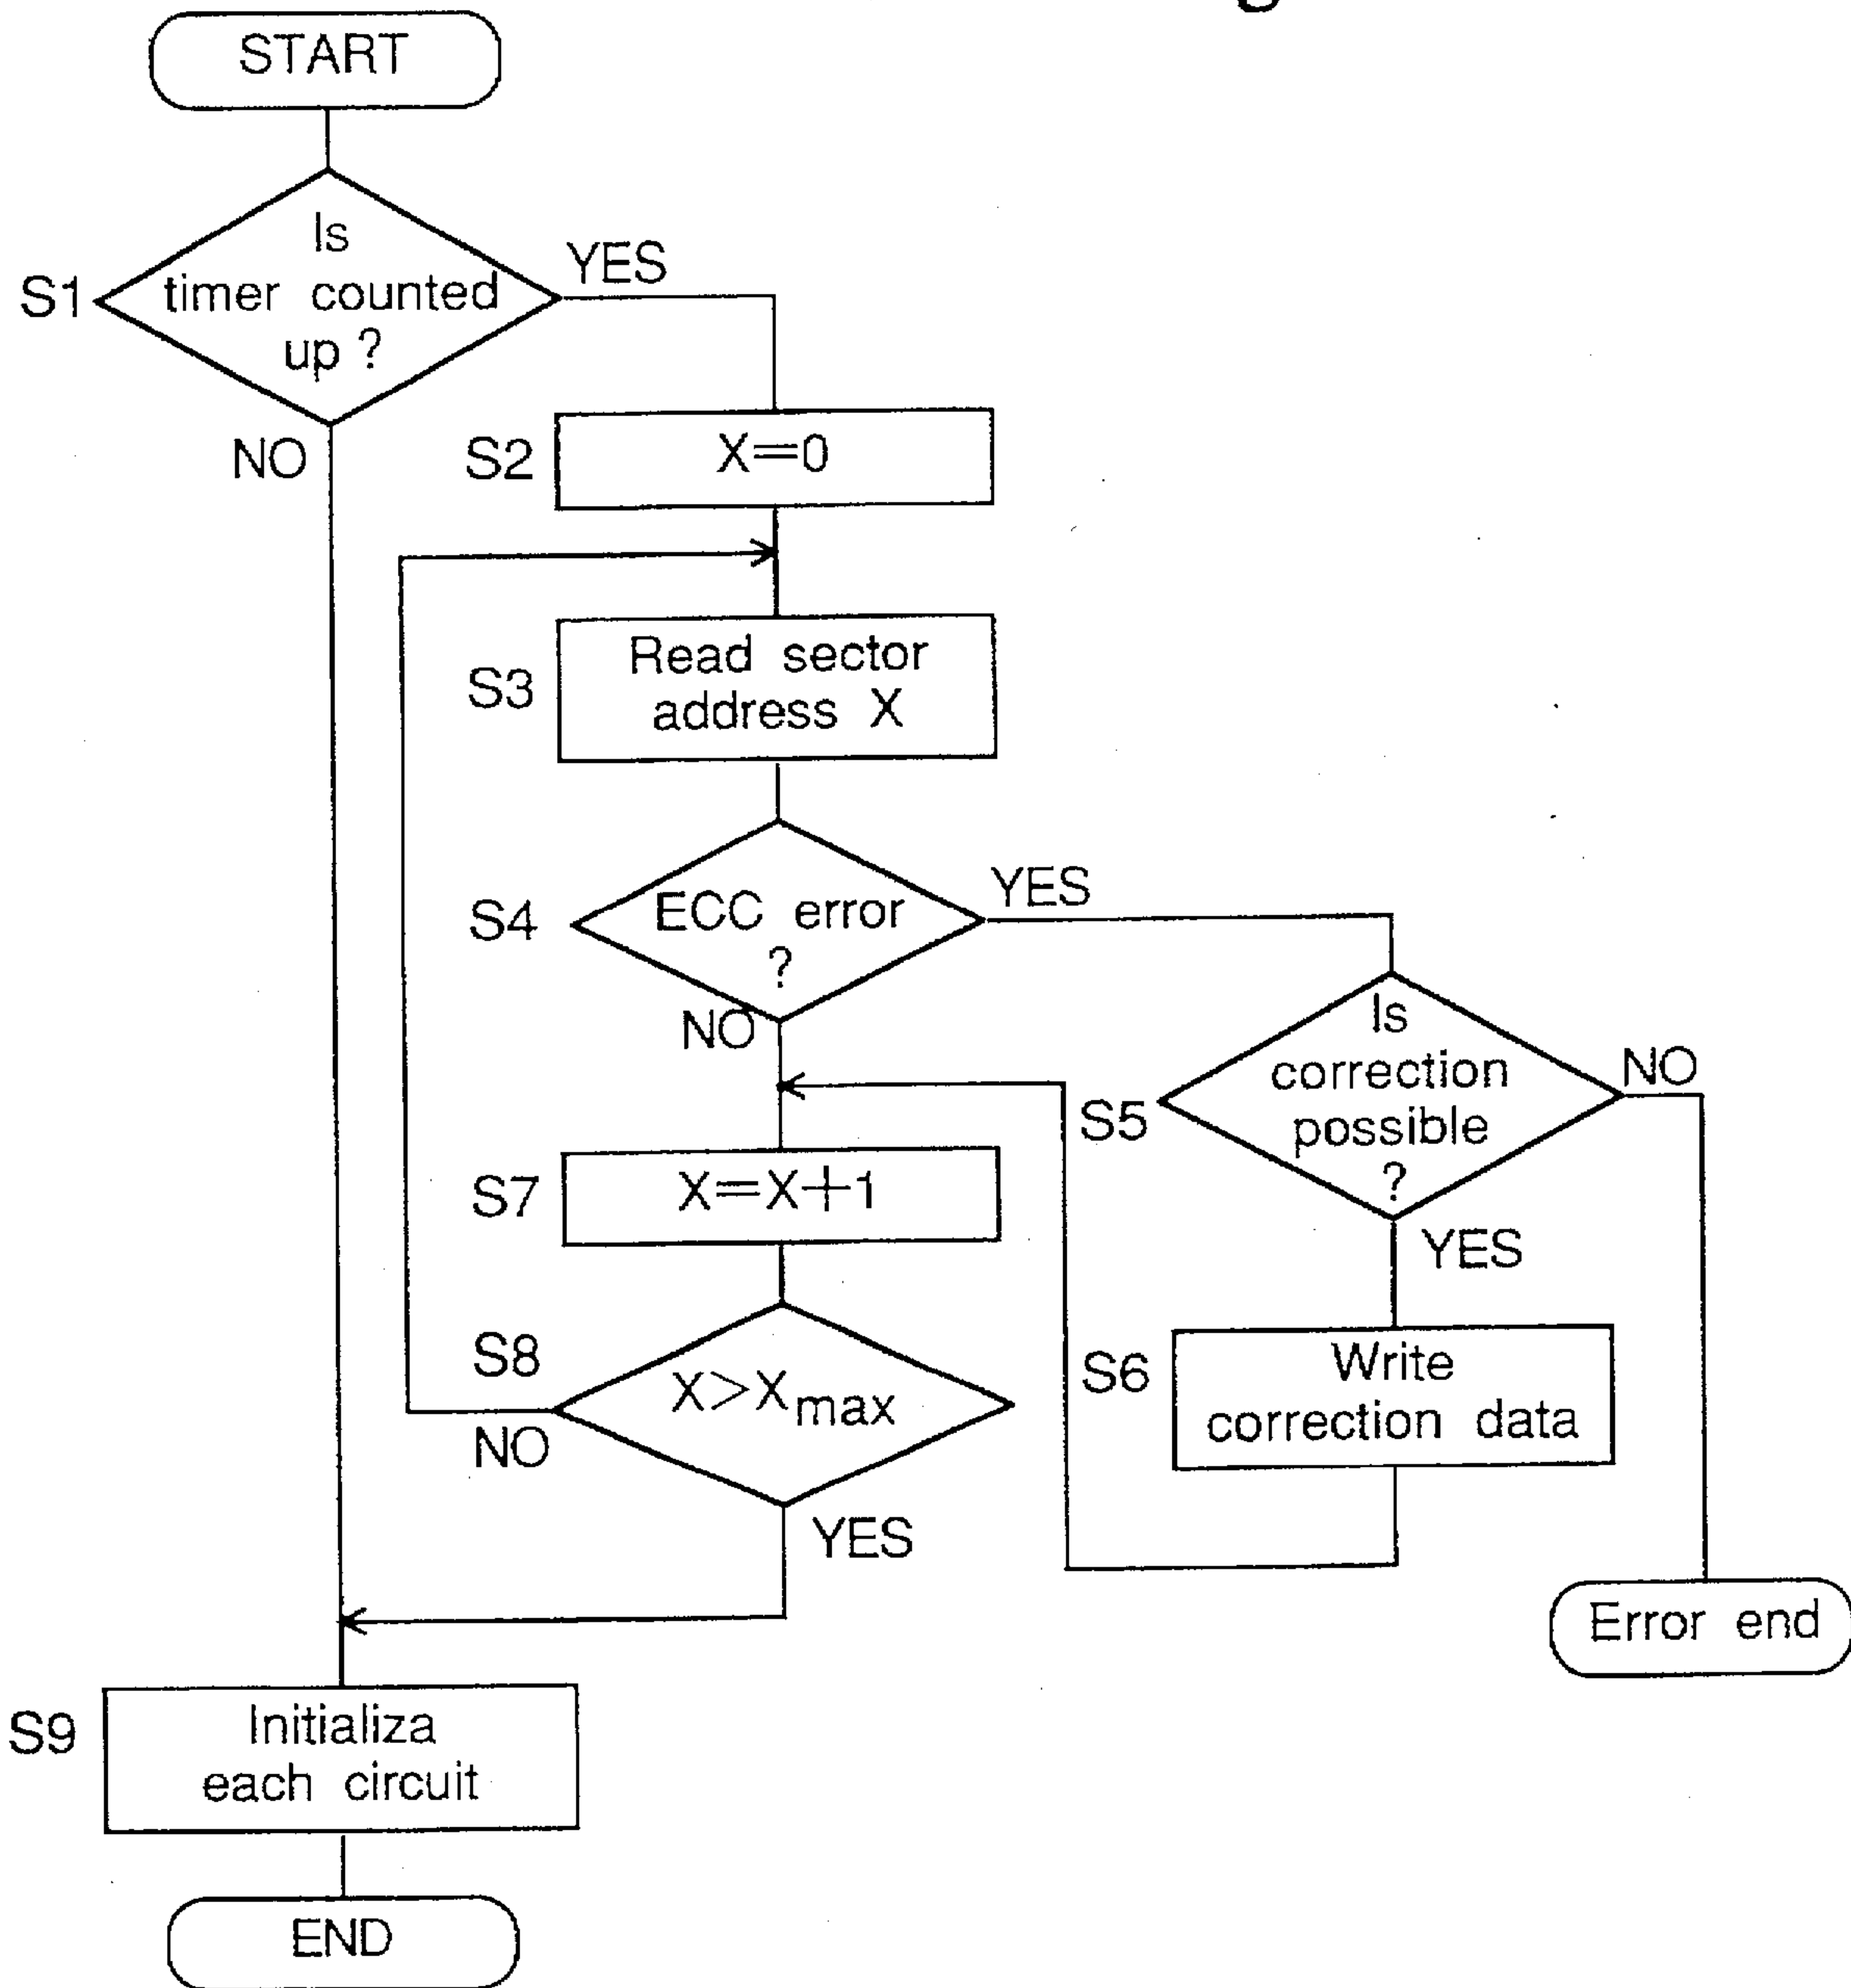 START
Is
timer counted
up ?
S1
YES
NO
S2
X=0
S3
Read sector
address X
S4
ECC error
?
YES
NO
S5
Is
correction
possible
?
NO
YES
S7
X=X+1
S6
Write
correction data
S8
X>Xmax
NO
YES
Error end
S9
Initializa
each circuit
END